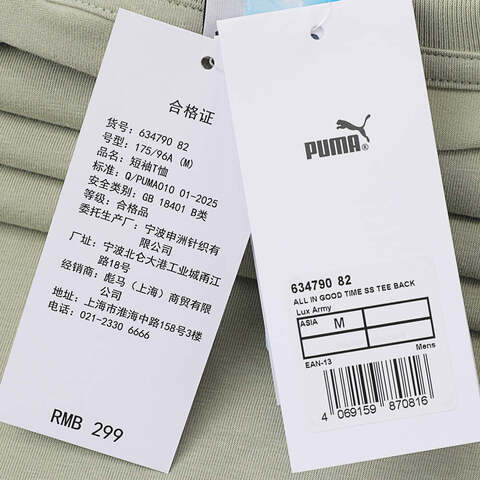 合格证
货号: 634790 82
号型: 175/96A (M)
品名: 短袖T恤
标准: Q/PUMA010 01-2025
安全类别: GB 18401 B类
等级: 合格品
委托生产厂: 宁波申洲针织有
限公司
厂址: 宁波北仑大港工业城甬江
路18号
经销商: 彪马(上海)商贸有限
公司
地址: 上海市淮海中路158号3楼
电话: 021-2330 6666
RMB 299
PUMA®
634790 82
ALL IN GOOD TIME SS TEE BACK
Lux Army
ASIA M
Mens
EAN-13
4 069159 870816